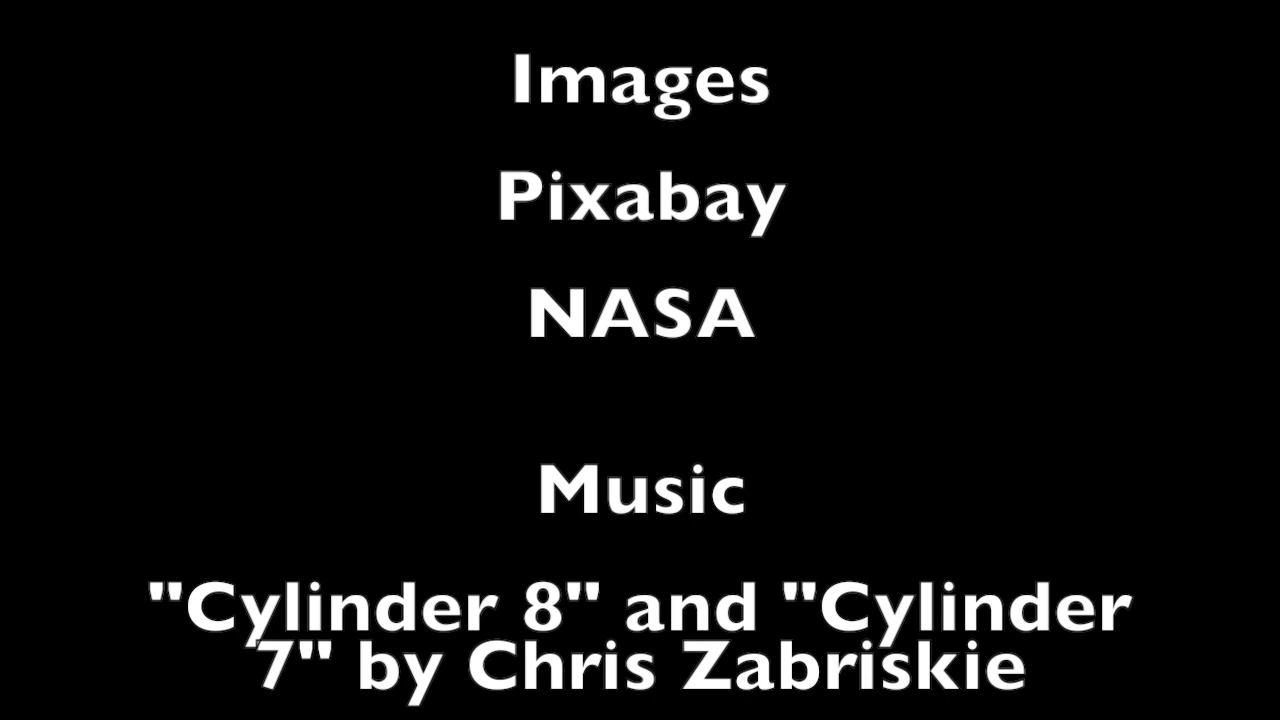 Images
Pixabay
NASA
Music
"Cylinder 8" and "Cylinder
7" by Chris Zabriskie